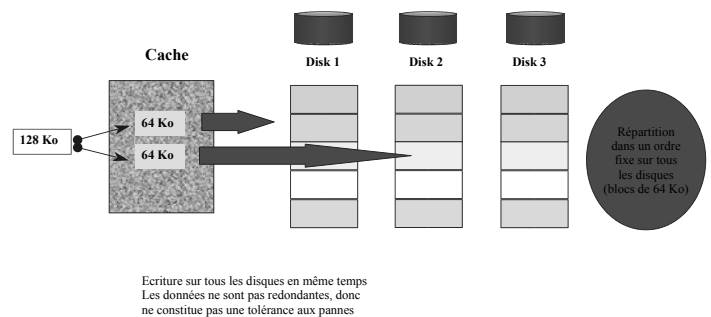 Cache
Disk 1
Disk 2
Disk 3
128 Ko
64 Ko
64 Ko
Répartition
dans un ordre
fixe sur tous
les disques
(blocs de 64 Ko)
Ecriture sur tous les disques en même temps
Les données ne sont pas redondantes, donc
ne constitue pas une tolérance aux pannes